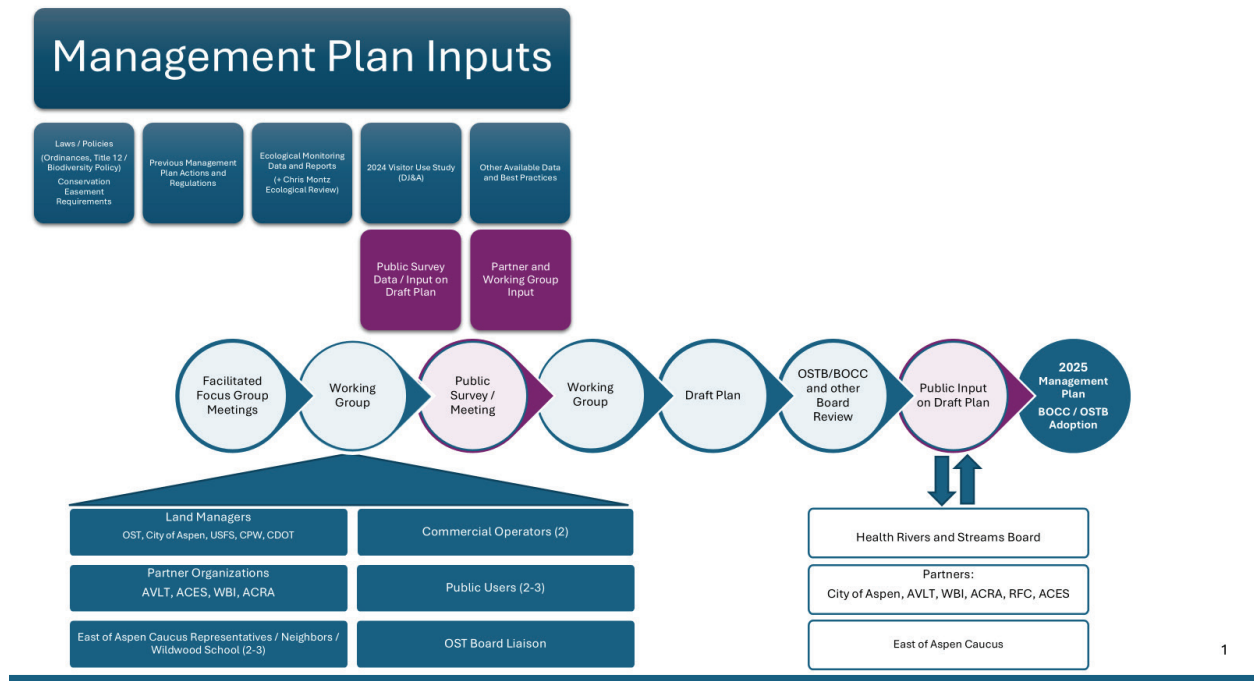 Management Plan Inputs
Laws / Policies
(Ordinances, Title 12 /
Biodiversity Policy)
Conservation
Easement
Requirements
Previous Management
Plan Actions and
Regulations
Ecological Monitoring
Data and Reports
(+ Chris Montz
Ecological Review)
2024 Visitor Use Study
(DJ&A)
Other Available Data
and Best Practices
Public Survey
Data / Input on
Draft Plan
Partner and
Working Group
Input
Facilitated
Focus Group
Meetings
Working
Group
Public
Survey /
Meeting
Working
Group
Draft Plan
OSTB/BOCC
and other
Board
Review
Public Input
on Draft Plan
2025
Management
Plan
BOCC / OSTB
Adoption
Land Managers
OST, City of Aspen, USFS, CPW, CDOT
Commercial Operators (2)
Partner Organizations
AVLT, ACES, WBI, ACRA
Public Users (2-3)
East of Aspen Caucus Representatives / Neighbors /
Wildwood School (2-3)
OST Board Liaison
Health Rivers and Streams Board
Partners:
City of Aspen, AVLT, WBI, ACRA, RFC, ACES
East of Aspen Caucus
1